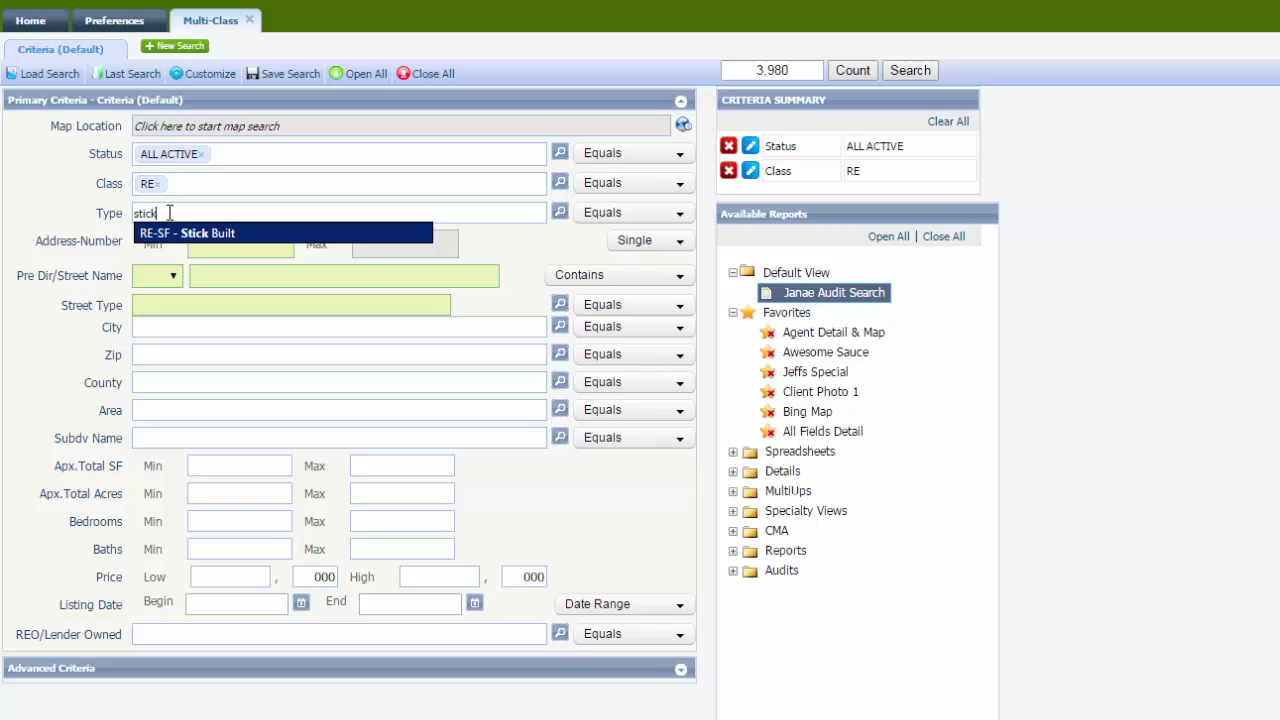 Home Preferences Multi-Class
Criteria (Default) New Search
Load Search Last Search Customize Save Search Open All Close All 3,980 Count Search
Primary Criteria - Criteria (Default)
Map Location Click here to start map search
Status ALL ACTIVE× Equals
Class RE× Equals
Type stick Equals
RE-SF - Stick Built
Address-Number Min Max Single
Pre Dir/Street Name Contains
Street Type Equals
City Equals
Zip Equals
County Equals
Area Equals
Subdv Name Equals
Apx.Total SF Min Max
Apx.Total Acres Min Max
Bedrooms Min Max
Baths Min Max
Price Low , 000 High , 000
Listing Date Begin End Date Range
REO/Lender Owned Equals
Advanced Criteria
CRITERIA SUMMARY
Clear All
Status ALL ACTIVE
Class RE
Available Reports
Open All | Close All
Default View
Janae Audit Search
Favorites
Agent Detail & Map
Awesome Sauce
Jeffs Special
Client Photo 1
Bing Map
All Fields Detail
Spreadsheets
Details
MultiUps
Specialty Views
CMA
Reports
Audits